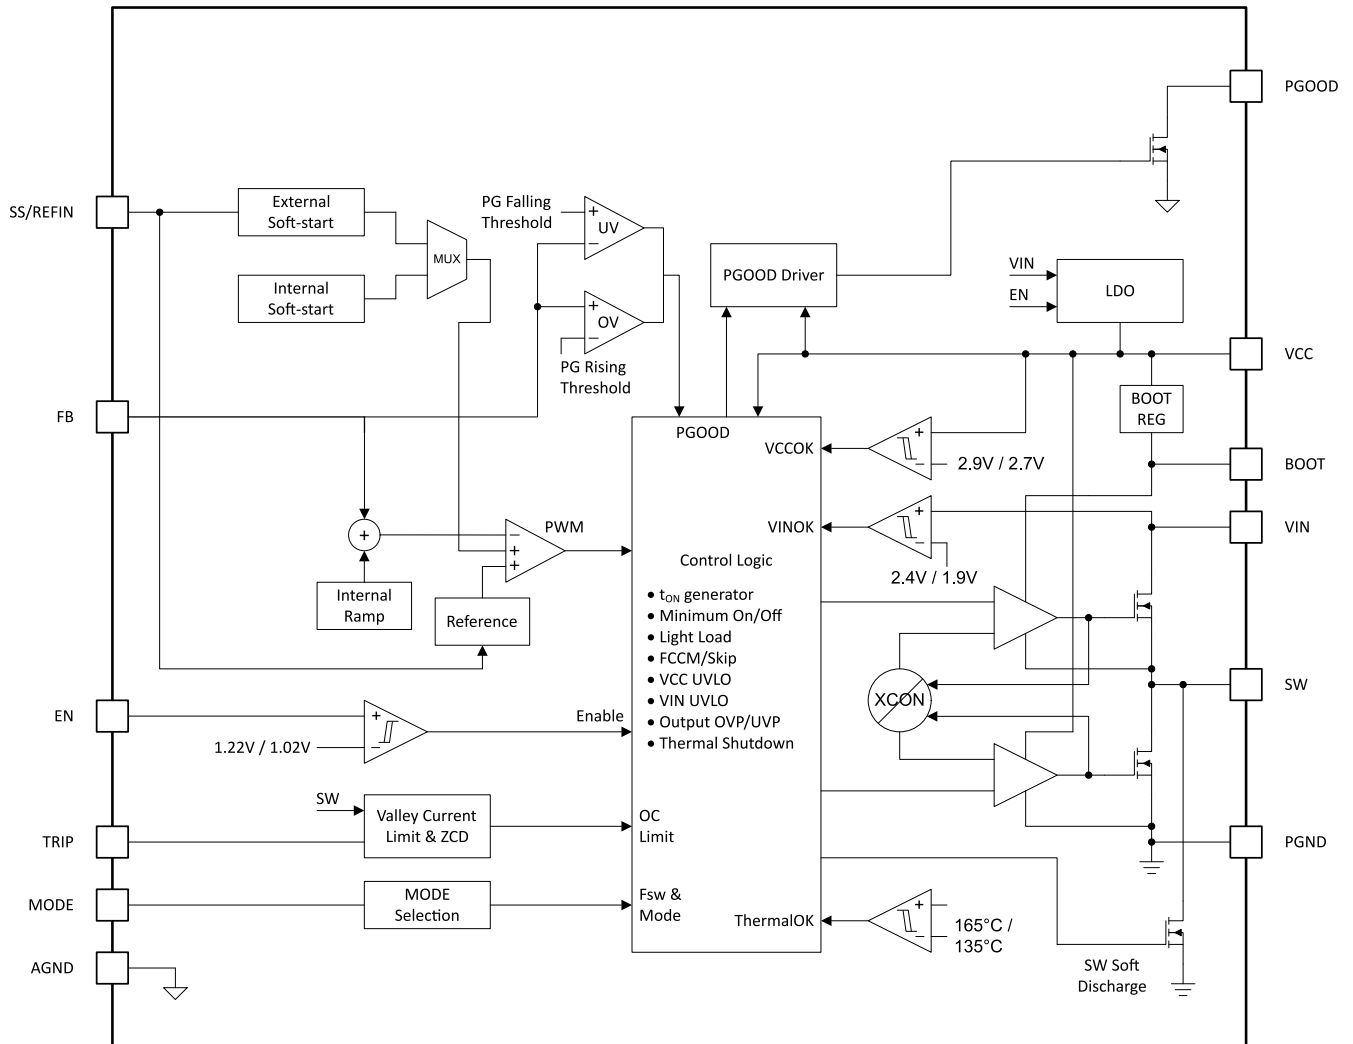 PGOOD
SS/REFIN
External
Soft-start
Internal
Soft-start
MUX
PG Falling
Threshold
+
UV
−
+
OV
−
PG Rising
Threshold
PGOOD Driver
VIN
EN
LDO
VCC
BOOT
REG
BOOT
FB
PGOOD
VCCOK
+
−
2.9V / 2.7V
VINOK
+
−
2.4V / 1.9V
VIN
+
Internal
Ramp
−
+
+
PWM
Reference
Control Logic
• tON generator
• Minimum On/Off
• Light Load
• FCCM/Skip
• VCC UVLO
• VIN UVLO
• Output OVP/UVP
• Thermal Shutdown
XCON
SW
EN
+
−
1.22V / 1.02V
Enable
SW
Valley Current
Limit & ZCD
OC
Limit
TRIP
PGND
MODE
MODE
Selection
Fsw &
Mode
ThermalOK
+
−
165°C /
135°C
AGND
SW Soft
Discharge